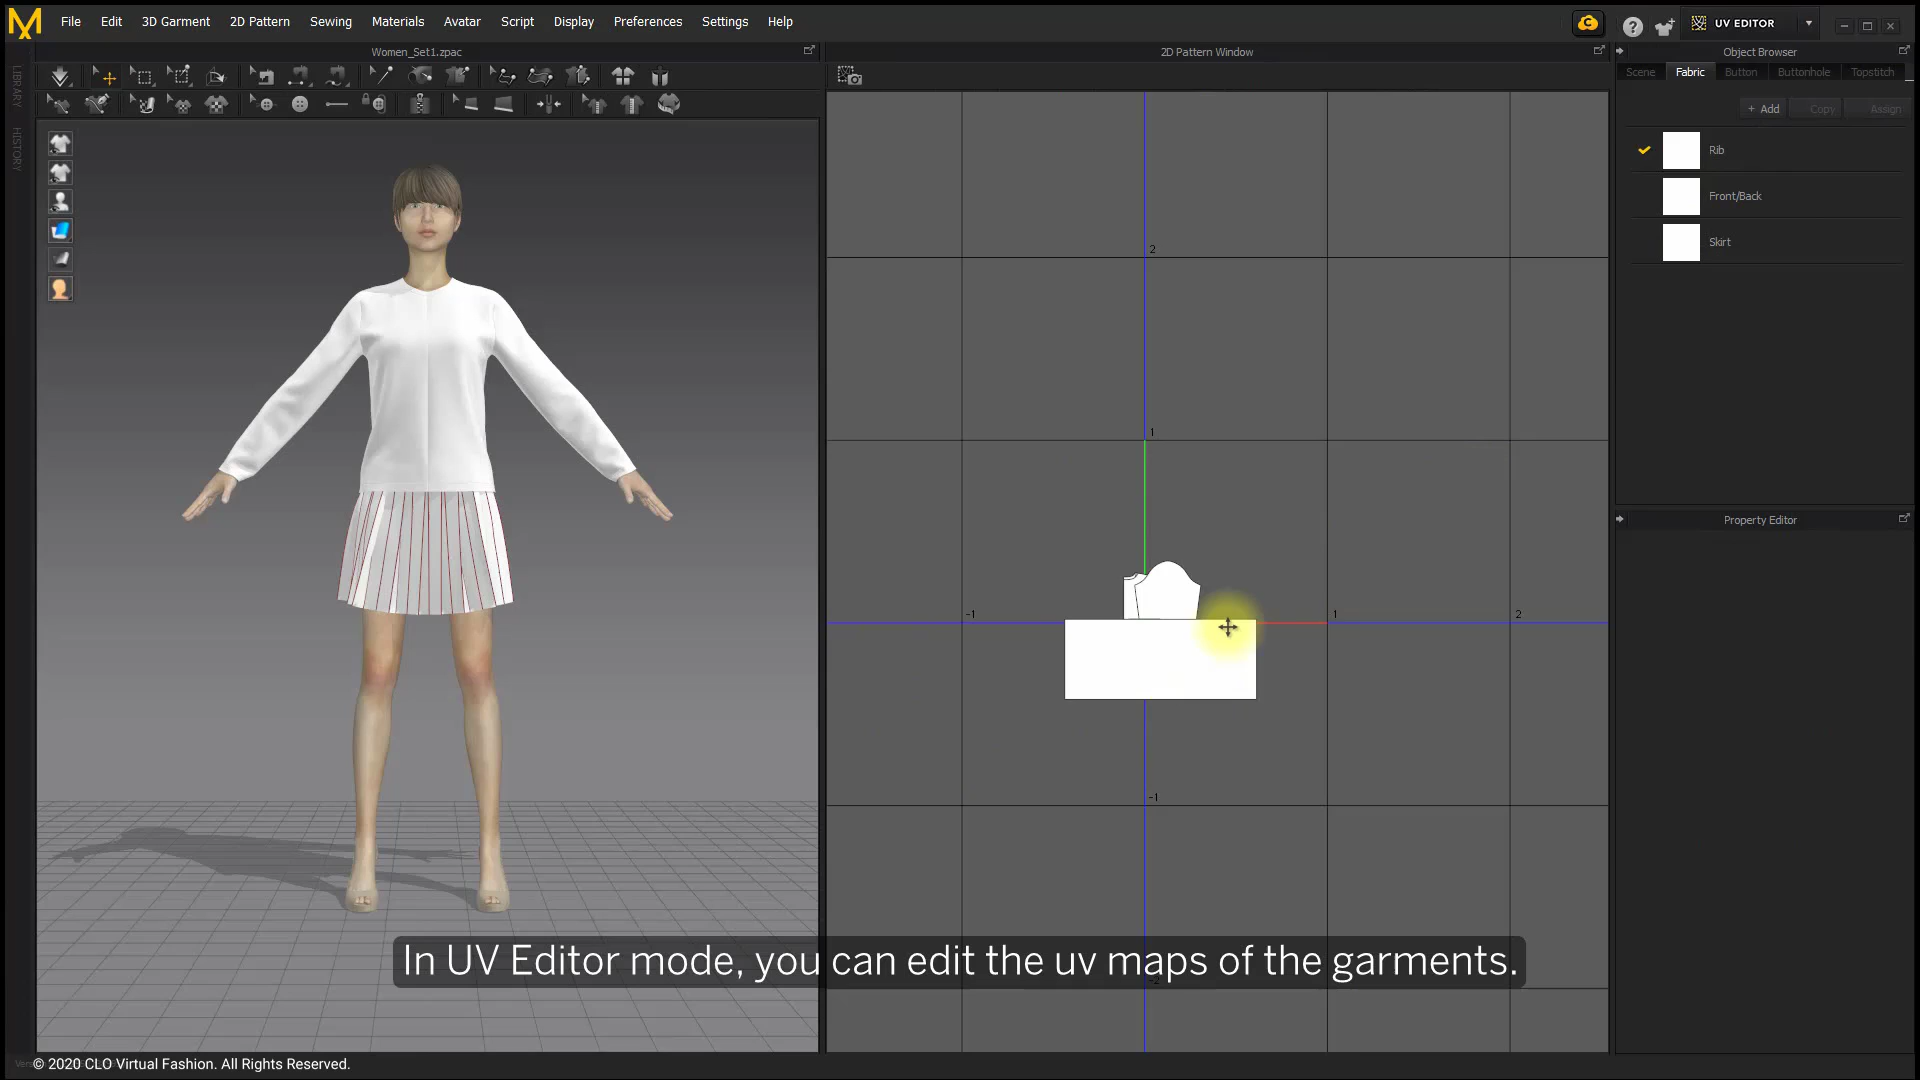 File Edit 3D Garment 2D Pattern Sewing Materials Avatar Script Display Preferences Settings Help
UV EDITOR
Women_Set1.zpac
2D Pattern Window
Object Browser
LIBRARY
HISTORY
Scene Fabric Button Buttonhole Topstitch
+ Add Copy Assign
Rib
Front/Back
Skirt
2
1
-1 1 2
-1
-2
Property Editor
In UV Editor mode, you can edit the uv maps of the garments.
© 2020 CLO Virtual Fashion. All Rights Reserved.